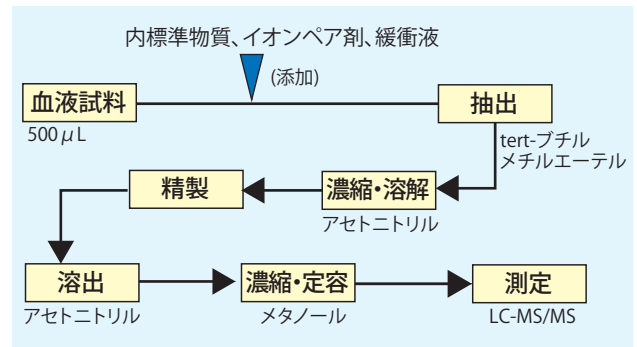 内標準物質、イオンペア剤、緩衝液
(添加)
血液試料
抽出
500μL
tert-ブチル
メチルエーテル
精製
濃縮・溶解
アセトニトリル
溶出
濃縮・定容
測定
アセトニトリル
メタノール
LC-MS/MS